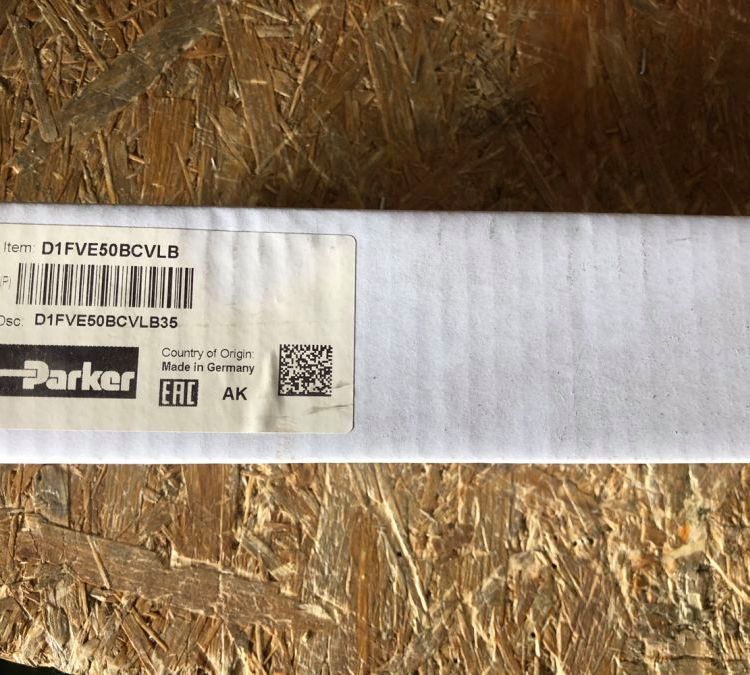 Item: D1FVE50BCVLB
(P)
Dsc: D1FVE50BCVLB35
Parker
Country of Origin:
Made in Germany
EAC
AK